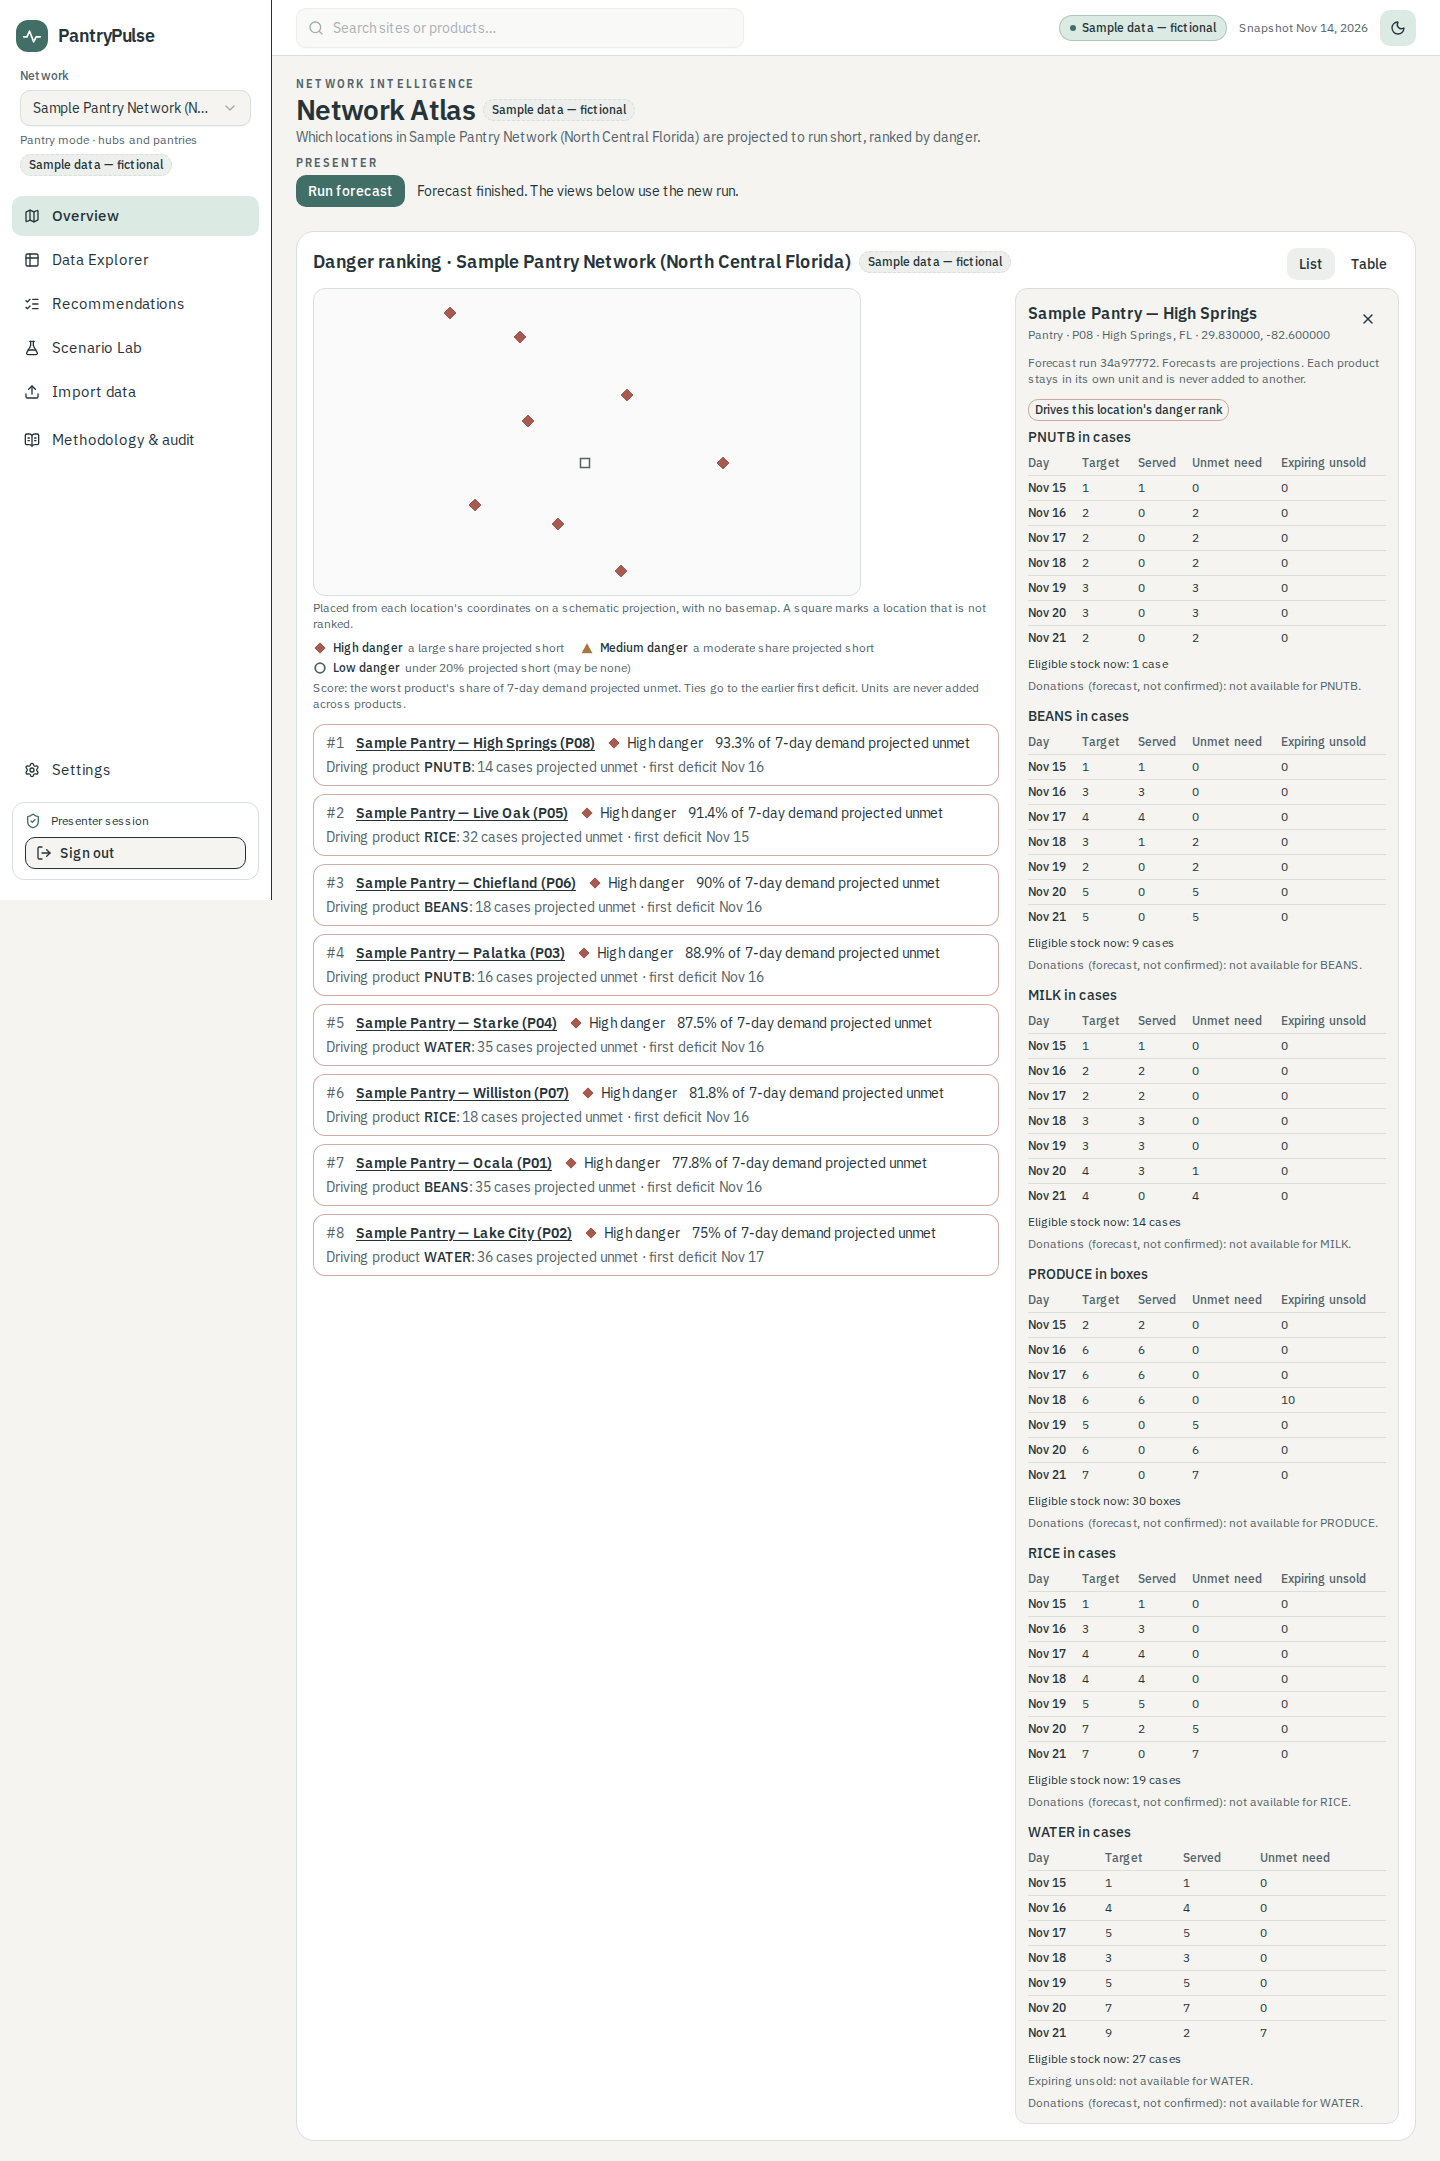 PantryPulse
Network
Sample Pantry Network (N...
Pantry mode · hubs and pantries
Sample data — fictional
Overview
Data Explorer
Recommendations
Scenario Lab
Import data
Methodology & audit
Settings
Presenter session
Sign out
Search sites or products...
Sample data — fictional
Snapshot Nov 14, 2026
NETWORK INTELLIGENCE
Network Atlas Sample data — fictional
Which locations in Sample Pantry Network (North Central Florida) are projected to run short, ranked by danger.
PRESENTER
Run forecast Forecast finished. The views below use the new run.
Danger ranking · Sample Pantry Network (North Central Florida) Sample data — fictional
List Table
Placed from each location's coordinates on a schematic projection, with no basemap. A square marks a location that is not
ranked.
High danger a large share projected short Medium danger a moderate share projected short
Low danger under 20% projected short (may be none)
Score: the worst product's share of 7-day demand projected unmet. Ties go to the earlier first deficit. Units are never added
across products.
#1 Sample Pantry — High Springs (P08) High danger 93.3% of 7-day demand projected unmet
Driving product PNUTB: 14 cases projected unmet · first deficit Nov 16
#2 Sample Pantry — Live Oak (P05) High danger 91.4% of 7-day demand projected unmet
Driving product RICE: 32 cases projected unmet · first deficit Nov 15
#3 Sample Pantry — Chiefland (P06) High danger 90% of 7-day demand projected unmet
Driving product BEANS: 18 cases projected unmet · first deficit Nov 16
#4 Sample Pantry — Palatka (P03) High danger 88.9% of 7-day demand projected unmet
Driving product PNUTB: 16 cases projected unmet · first deficit Nov 16
#5 Sample Pantry — Starke (P04) High danger 87.5% of 7-day demand projected unmet
Driving product WATER: 35 cases projected unmet · first deficit Nov 16
#6 Sample Pantry — Williston (P07) High danger 81.8% of 7-day demand projected unmet
Driving product RICE: 18 cases projected unmet · first deficit Nov 16
#7 Sample Pantry — Ocala (P01) High danger 77.8% of 7-day demand projected unmet
Driving product BEANS: 35 cases projected unmet · first deficit Nov 16
#8 Sample Pantry — Lake City (P02) High danger 75% of 7-day demand projected unmet
Driving product WATER: 36 cases projected unmet · first deficit Nov 17
Sample Pantry — High Springs
Pantry · P08 · High Springs, FL · 29.830000, -82.600000
Forecast run 34a97772. Forecasts are projections. Each product
stays in its own unit and is never added to another.
Drives this location's danger rank
PNUTB in cases
Day Target Served Unmet need Expiring unsold
Nov 15 1 1 0 0
Nov 16 2 0 2 0
Nov 17 2 0 2 0
Nov 18 2 0 2 0
Nov 19 3 0 3 0
Nov 20 3 0 3 0
Nov 21 2 0 2 0
Eligible stock now: 1 case
Donations (forecast, not confirmed): not available for PNUTB.
BEANS in cases
Day Target Served Unmet need Expiring unsold
Nov 15 1 1 0 0
Nov 16 3 3 0 0
Nov 17 4 4 0 0
Nov 18 3 1 2 0
Nov 19 2 0 2 0
Nov 20 5 0 5 0
Nov 21 5 0 5 0
Eligible stock now: 9 cases
Donations (forecast, not confirmed): not available for BEANS.
MILK in cases
Day Target Served Unmet need Expiring unsold
Nov 15 1 1 0 0
Nov 16 2 2 0 0
Nov 17 2 2 0 0
Nov 18 3 3 0 0
Nov 19 3 3 0 0
Nov 20 4 3 1 0
Nov 21 4 0 4 0
Eligible stock now: 14 cases
Donations (forecast, not confirmed): not available for MILK.
PRODUCE in boxes
Day Target Served Unmet need Expiring unsold
Nov 15 2 2 0 0
Nov 16 6 6 0 0
Nov 17 6 6 0 0
Nov 18 6 6 0 10
Nov 19 5 0 5 0
Nov 20 6 0 6 0
Nov 21 7 0 7 0
Eligible stock now: 30 boxes
Donations (forecast, not confirmed): not available for PRODUCE.
RICE in cases
Day Target Served Unmet need Expiring unsold
Nov 15 1 1 0 0
Nov 16 3 3 0 0
Nov 17 4 4 0 0
Nov 18 4 4 0 0
Nov 19 5 5 0 0
Nov 20 7 2 5 0
Nov 21 7 0 7 0
Eligible stock now: 19 cases
Donations (forecast, not confirmed): not available for RICE.
WATER in cases
Day Target Served Unmet need
Nov 15 1 1 0
Nov 16 4 4 0
Nov 17 5 5 0
Nov 18 3 3 0
Nov 19 5 5 0
Nov 20 7 7 0
Nov 21 9 2 7
Eligible stock now: 27 cases
Expiring unsold: not available for WATER.
Donations (forecast, not confirmed): not available for WATER.